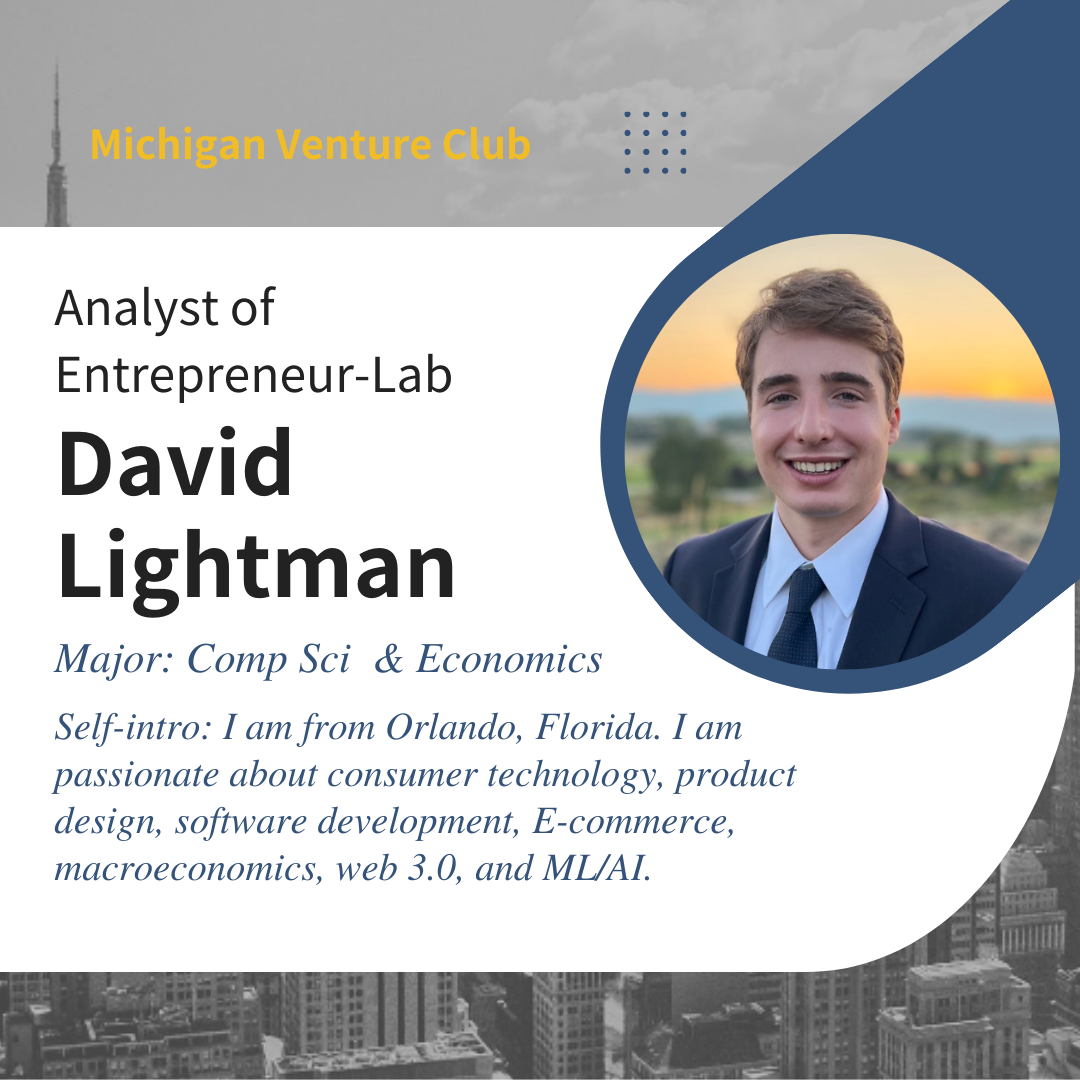 Michigan Venture Club
Analyst of
Entrepreneur-Lab
David
Lightman
Major: Comp Sci  & Economics
Self-intro: I am from Orlando, Florida. I am
passionate about consumer technology, product
design, software development, E-commerce,
macroeconomics, web 3.0, and ML/AI.